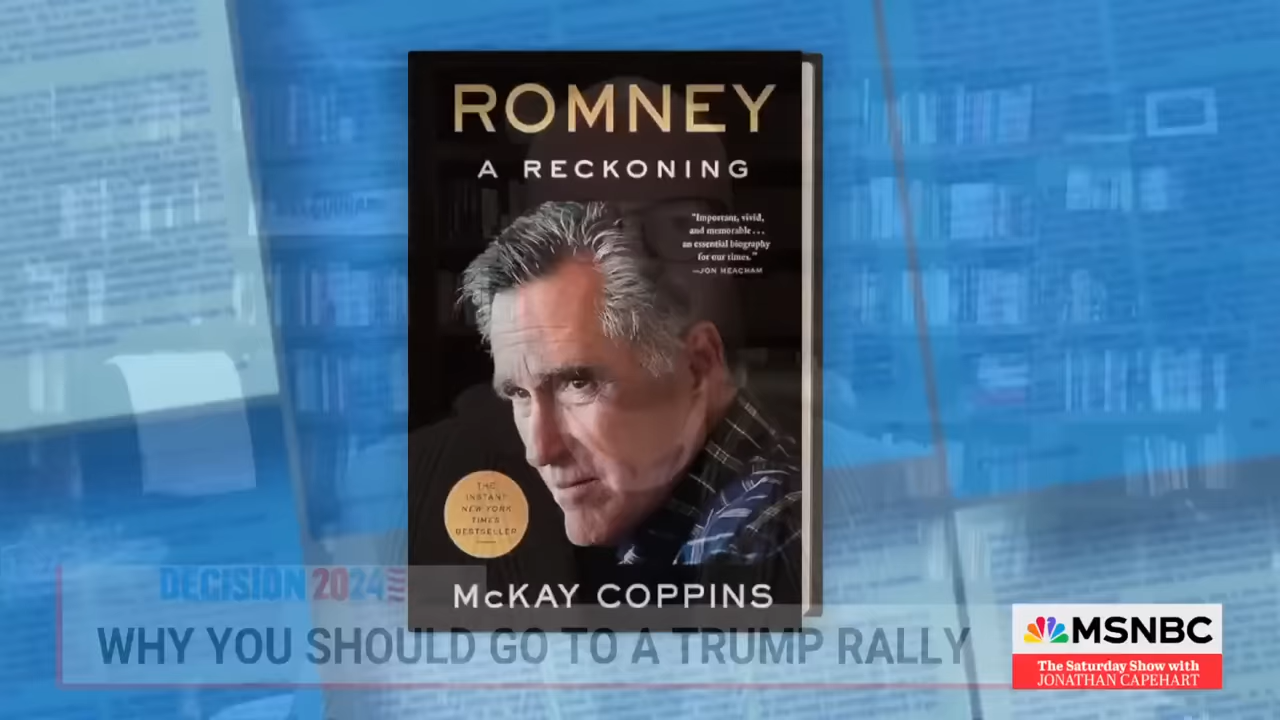 ROMNEY
A RECKONING
"Important, vivid,
and memorable . . .
an essential biography
for our times."
—JON MEACHAM
THE
INSTANT
NEW YORK
TIMES
BESTSELLER
McKAY COPPINS
DECISION 2024
WHY YOU SHOULD GO TO A TRUMP RALLY
MSNBC
The Saturday Show with
JONATHAN CAPEHART